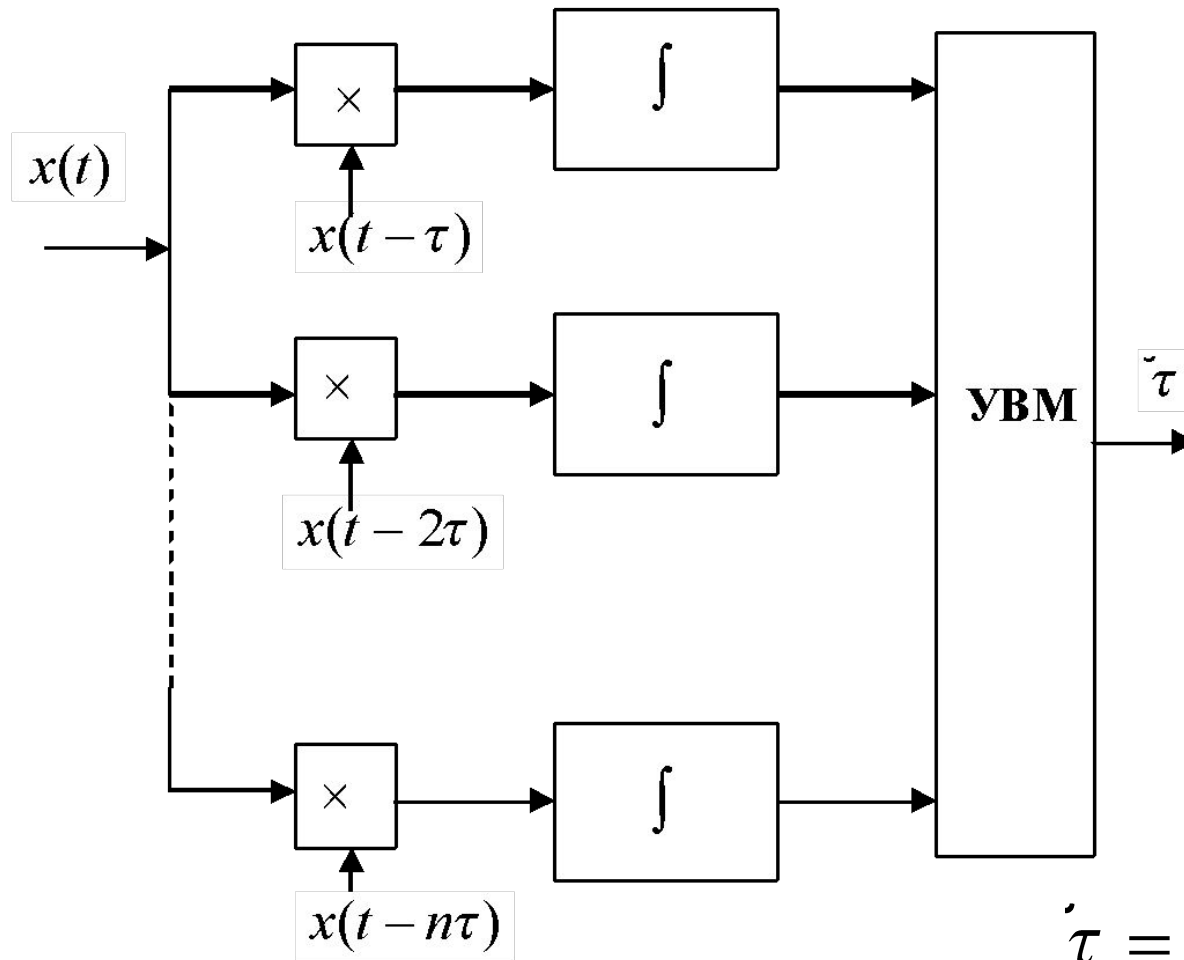 ×
∫
x(t)
x(t − τ)
×
∫
УВМ
τ̆
x(t − 2τ)
×
∫
x(t − nτ)
τ̆ =